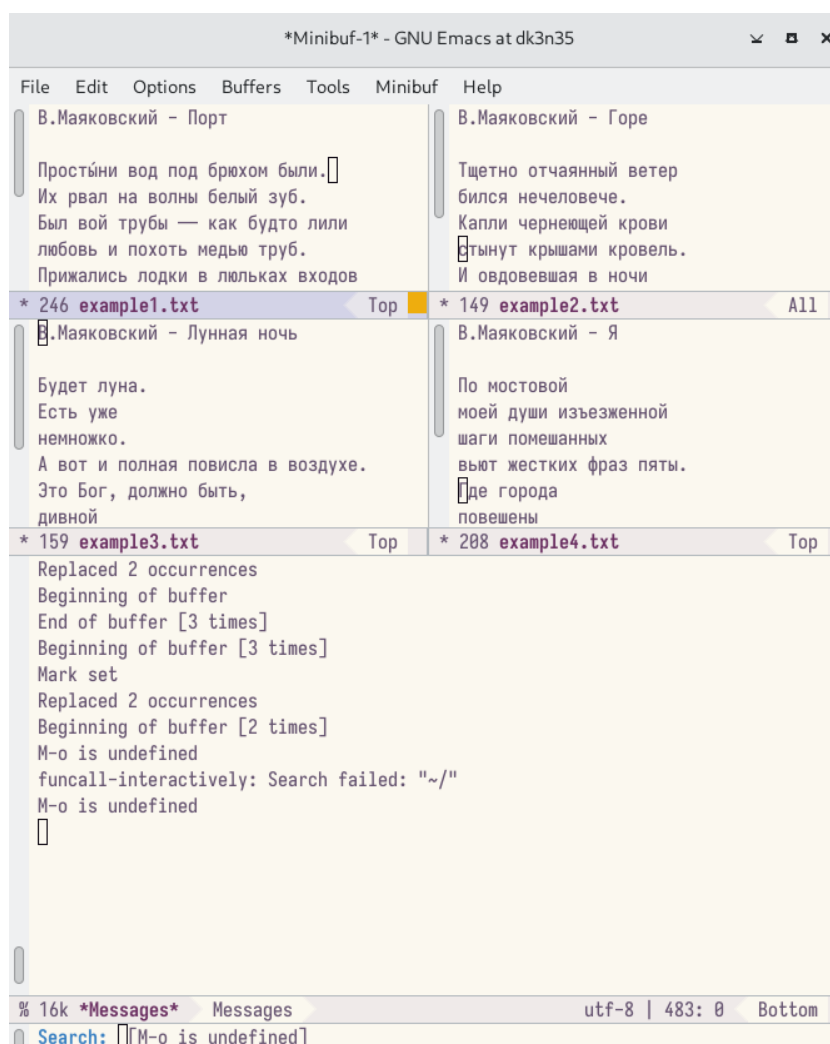 *Minibuf-1* - GNU Emacs at dk3n35
File Edit Options Buffers Tools Minibuf Help
В.Маяковский - Порт
Просты́ни вод под брюхом были.
Их рвал на волны белый зуб.
Был вой трубы — как будто лили
любовь и похоть медью труб.
Прижались лодки в люльках входов
* 246 example1.txt Top
В.Маяковский - Горе
Тщетно отчаянный ветер
бился нечеловече.
Капли чернеющей крови
стынут крышами кровель.
И овдовевшая в ночи
* 149 example2.txt All
В.Маяковский - Лунная ночь
Будет луна.
Есть уже
немножко.
А вот и полная повисла в воздухе.
Это Бог, должно быть,
дивной
* 159 example3.txt Top
В.Маяковский - Я
По мостовой
моей души изъезженной
шаги помешанных
вьют жестких фраз пяты.
Где города
повешены
* 208 example4.txt Top
Replaced 2 occurrences
Beginning of buffer
End of buffer [3 times]
Beginning of buffer [3 times]
Mark set
Replaced 2 occurrences
Beginning of buffer [2 times]
M-o is undefined
funcall-interactively: Search failed: "~/"
M-o is undefined
% 16k *Messages* Messages utf-8 | 483: 0 Bottom
Search: [M-o is undefined]